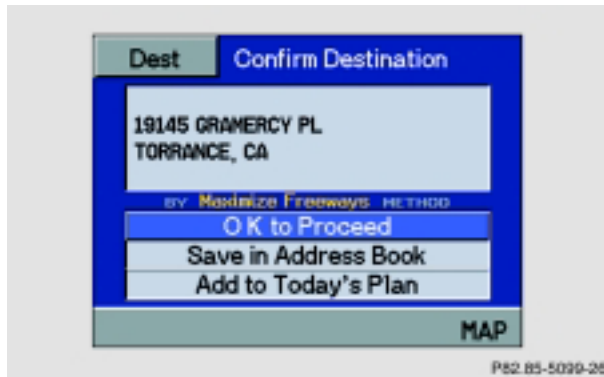 Dest Confirm Destination
19145 GRAMERCY PL
TORRANCE, CA
BY Maximize Freeways METHOD
OK to Proceed
Save in Address Book
Add to Today's Plan
MAP
P82.85-5099-26